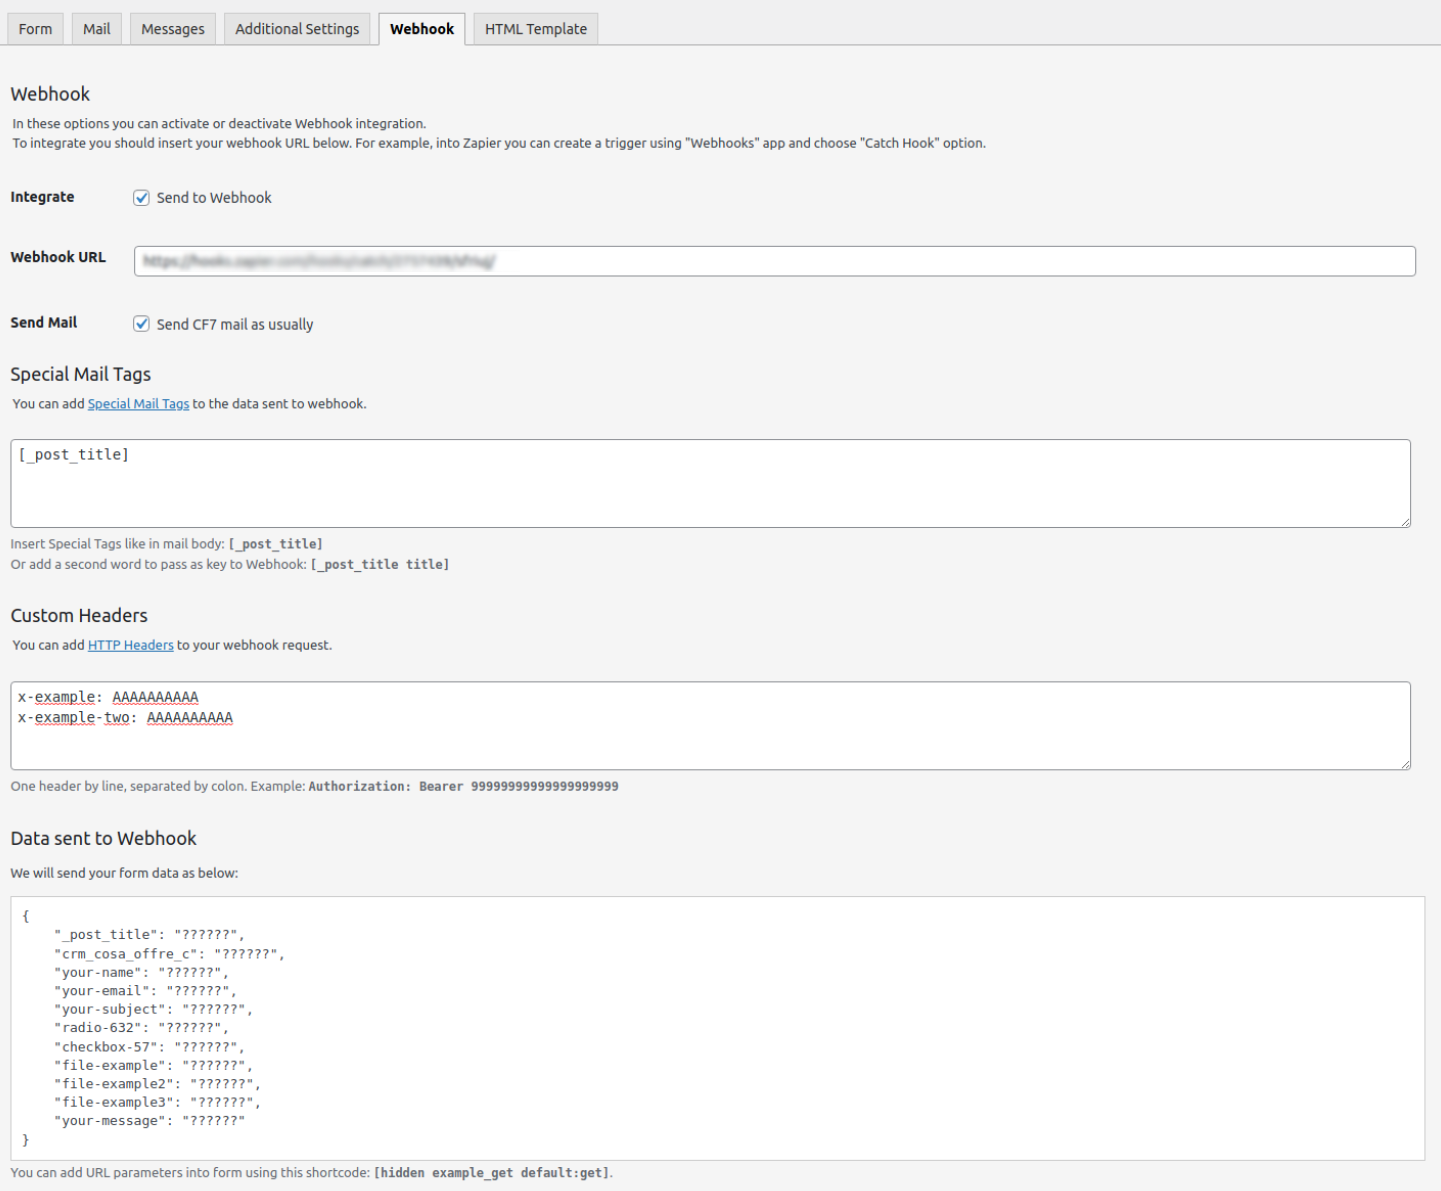 Form
Mail
Messages
Additional Settings
Webhook
HTML Template
Webhook
In these options you can activate or deactivate Webhook integration.
To integrate you should insert your webhook URL below. For example, into Zapier you can create a trigger using "Webhooks" app and choose "Catch Hook" option.
Integrate
Send to Webhook
Webhook URL
Send Mail
Send CF7 mail as usually
Special Mail Tags
You can add Special Mail Tags to the data sent to webhook.
[_post_title]
Insert Special Tags like in mail body: [_post_title]
Or add a second word to pass as key to Webhook: [_post_title title]
Custom Headers
You can add HTTP Headers to your webhook request.
x-example: AAAAAAAAAA
x-example-two: AAAAAAAAAA
One header by line, separated by colon. Example: Authorization: Bearer 99999999999999999999
Data sent to Webhook
We will send your form data as below:
{
"_post_title": "??????",
"crm_cosa_offre_c": "??????",
"your-name": "??????",
"your-email": "??????",
"your-subject": "??????",
"radio-632": "??????",
"checkbox-57": "??????",
"file-example": "??????",
"file-example2": "??????",
"file-example3": "??????",
"your-message": "??????"
}
You can add URL parameters into form using this shortcode: [hidden example_get default:get].